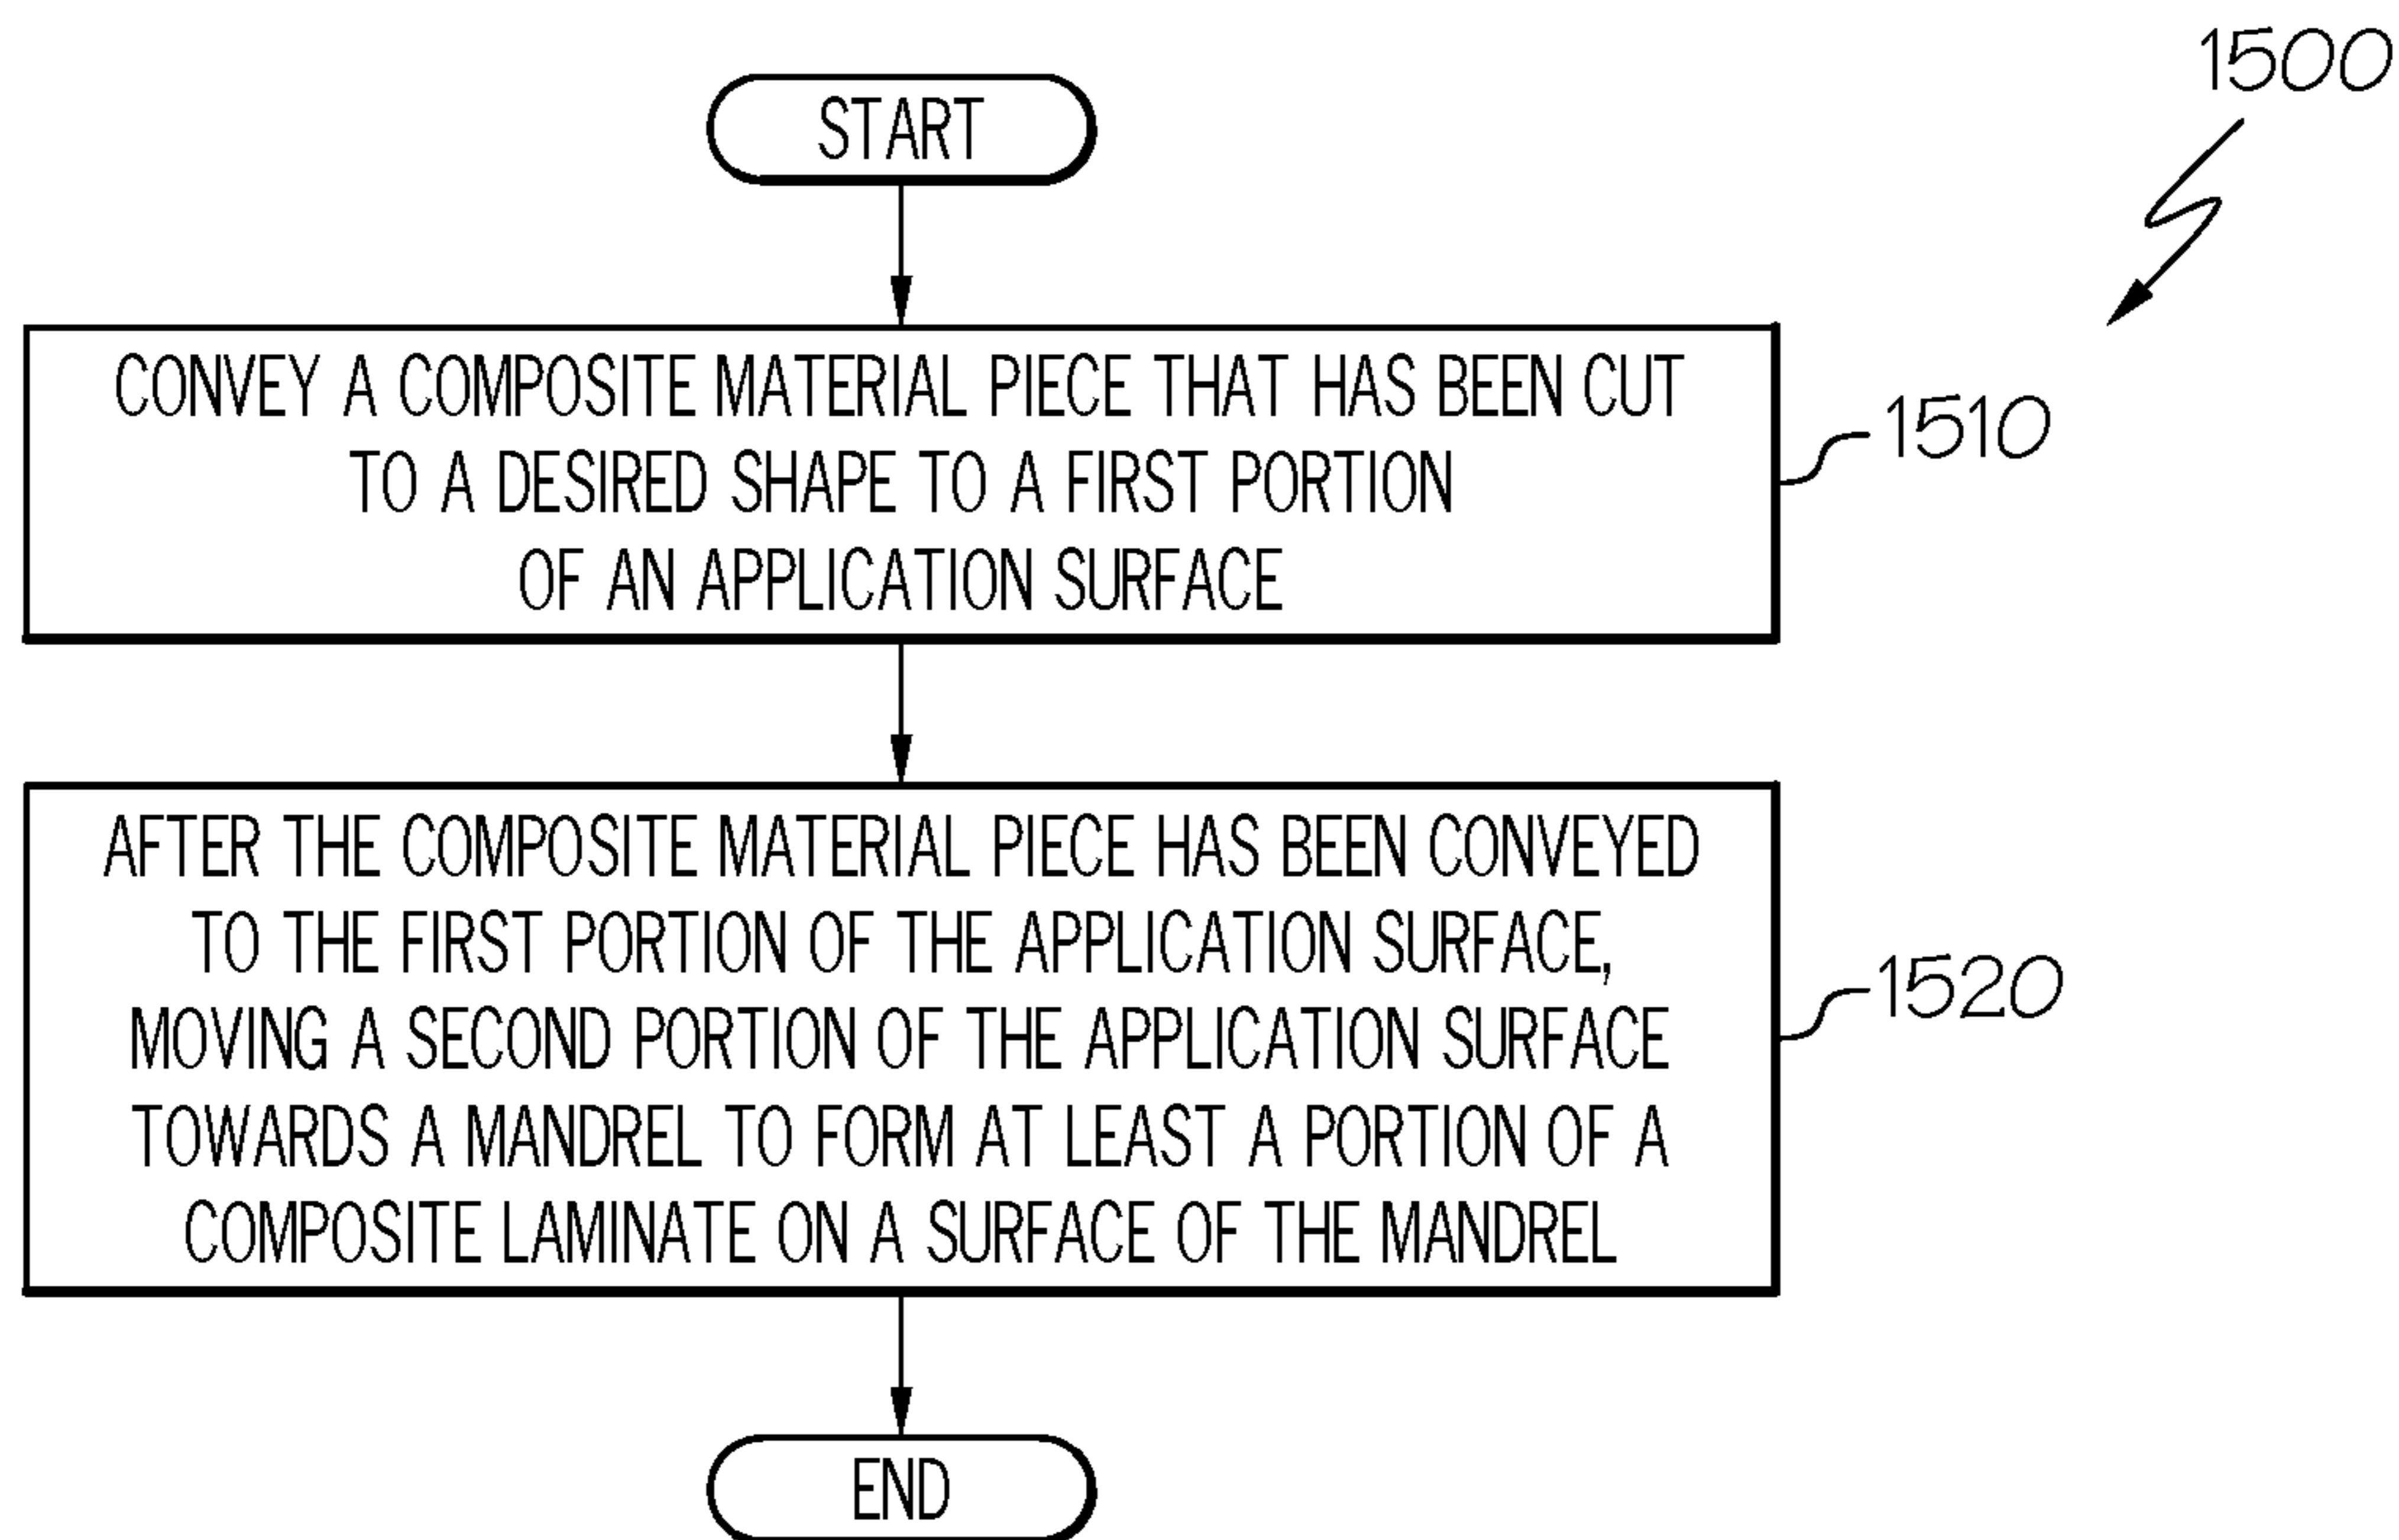 1500
START
CONVEY A COMPOSITE MATERIAL PIECE THAT HAS BEEN CUT
TO A DESIRED SHAPE TO A FIRST PORTION
OF AN APPLICATION SURFACE
1510
AFTER THE COMPOSITE MATERIAL PIECE HAS BEEN CONVEYED
TO THE FIRST PORTION OF THE APPLICATION SURFACE,
MOVING A SECOND PORTION OF THE APPLICATION SURFACE
TOWARDS A MANDREL TO FORM AT LEAST A PORTION OF A
COMPOSITE LAMINATE ON A SURFACE OF THE MANDREL
1520
END